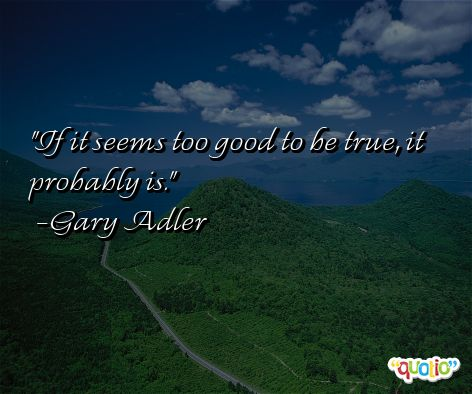 "If it seems too good to be true, it
probably is."
-Gary Adler
"quotio"